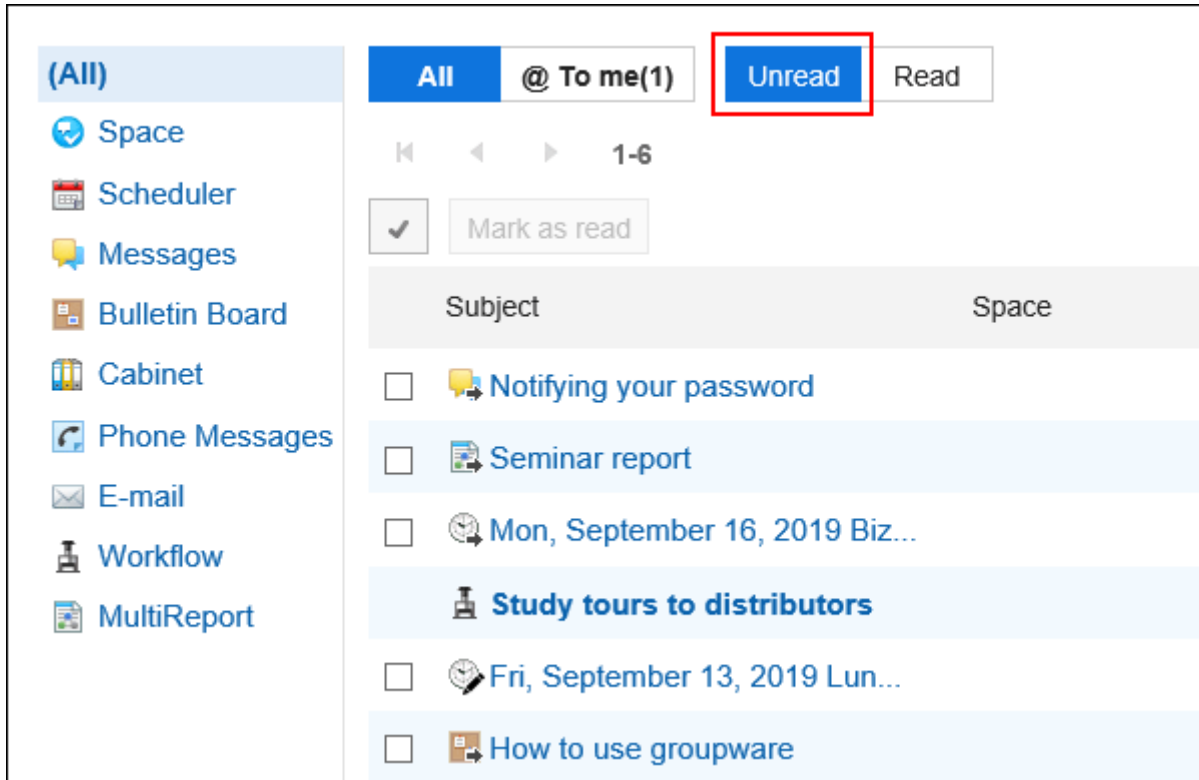 (All)
Space
Scheduler
Messages
Bulletin Board
Cabinet
Phone Messages
E-mail
Workflow
MultiReport
All @ To me(1) Unread Read
1-6
Mark as read
Subject Space
Notifying your password
Seminar report
Mon, September 16, 2019 Biz...
Study tours to distributors
Fri, September 13, 2019 Lun...
How to use groupware